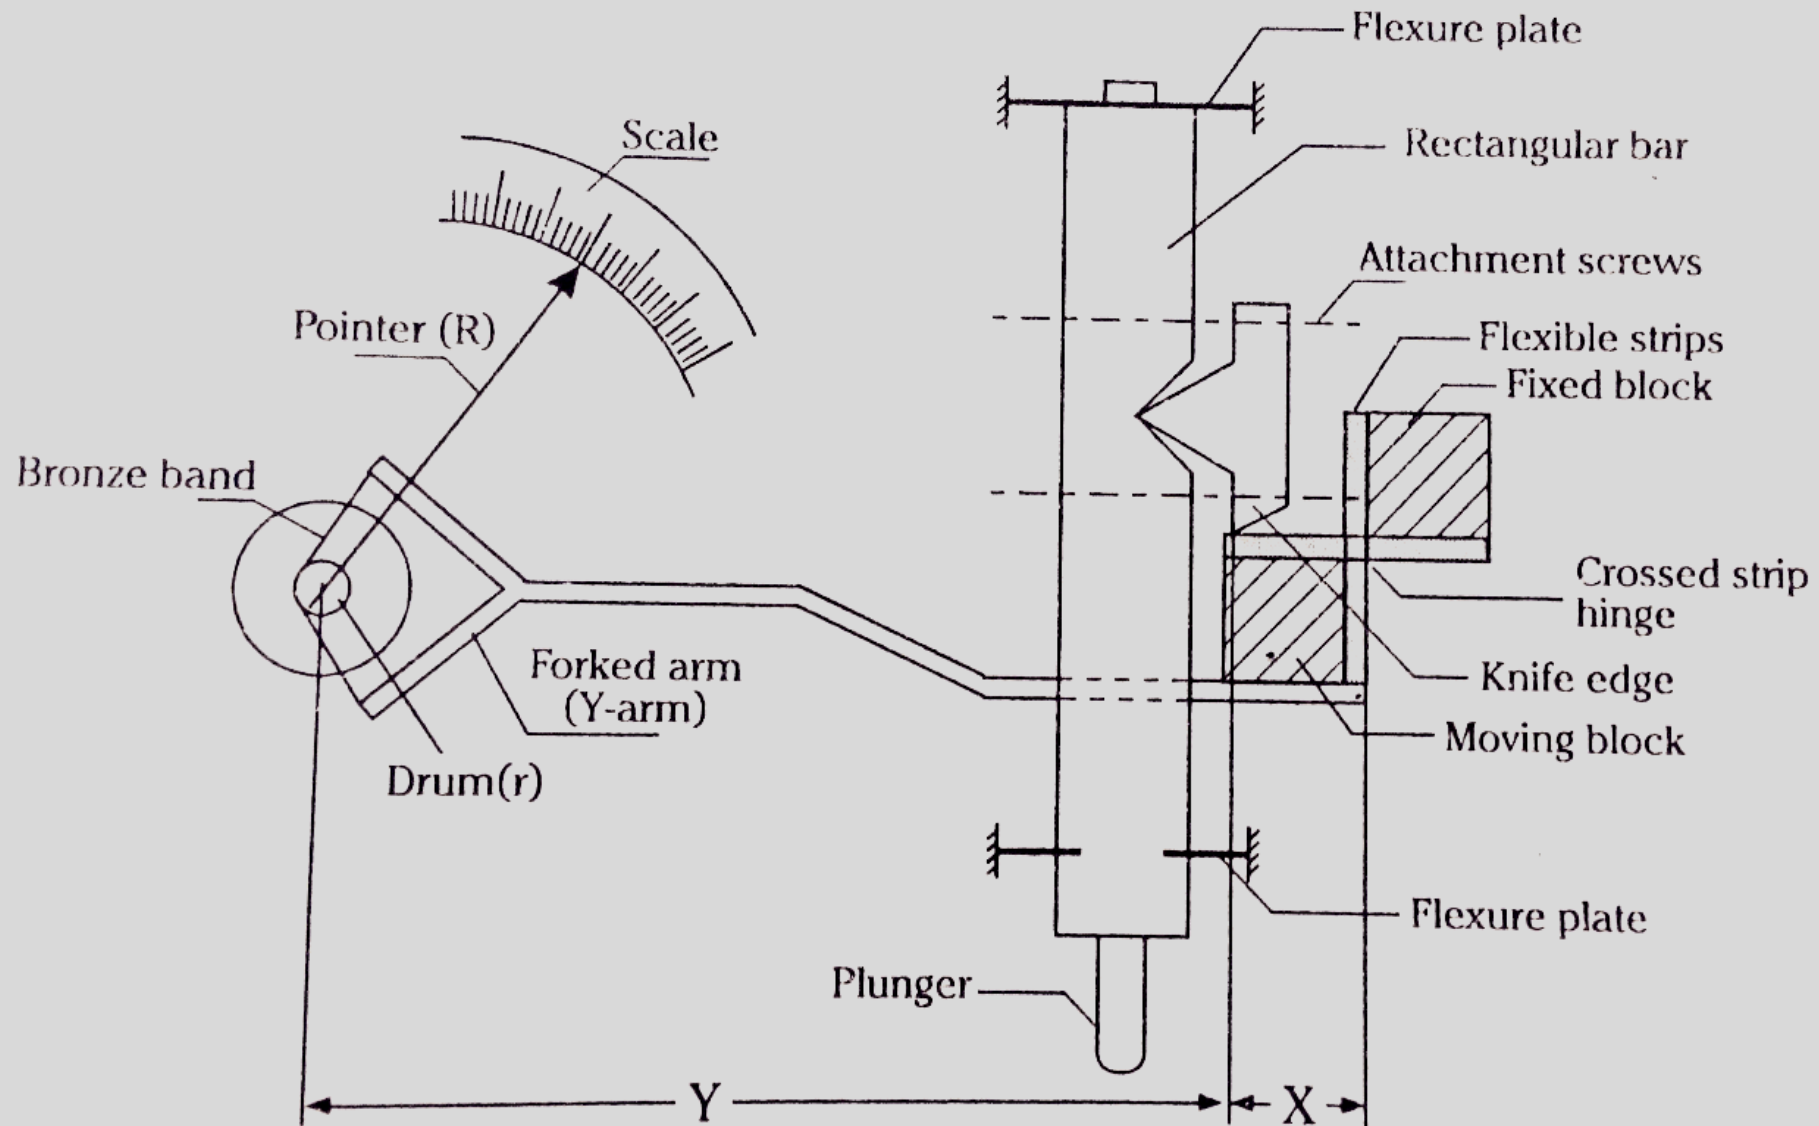 Flexure plate
Scale
Rectangular bar
Attachment screws
Pointer (R)
Flexible strips
Fixed block
Bronze band
Crossed strip
hinge
Forked arm
(Y-arm)
Knife edge
Moving block
Drum(r)
Flexure plate
Plunger
Y
X